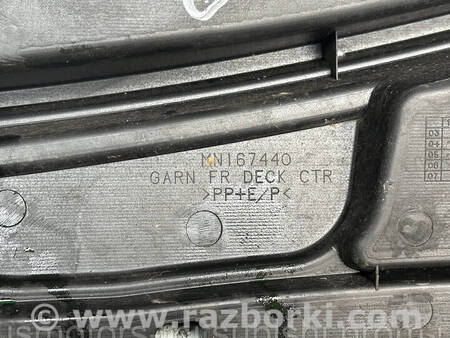 MN167440
GARN FR DECK CTR
>PP+E/P<
www.razborki.com